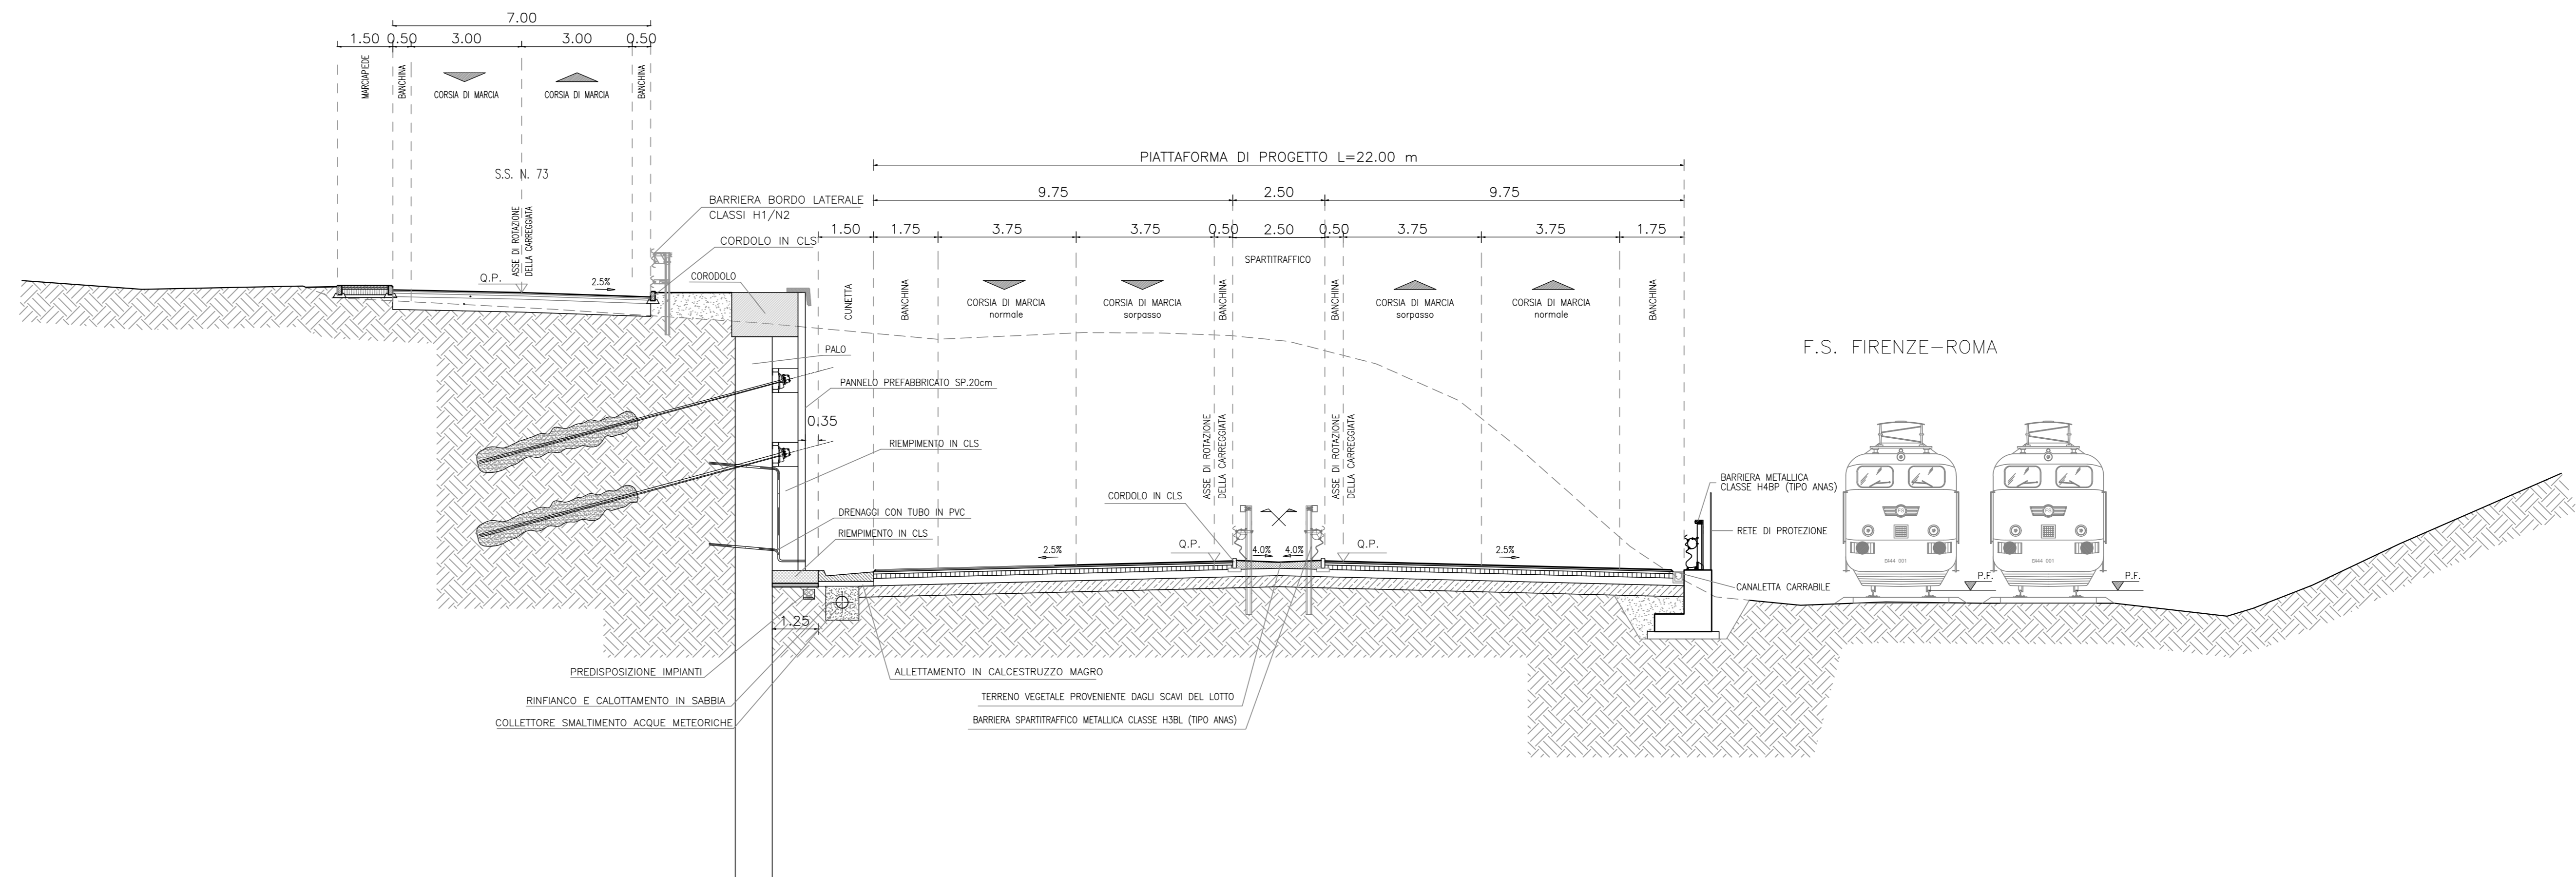 7.00
1.50 0.50 3.00 3.00 0.50
MARCIAPIEDE
BANCHINA
CORSIA DI MARCIA
CORSIA DI MARCIA
BANCHINA
S.S. N. 73
ASSE DI ROTAZIONE
DELLA CARREGGIATA
Q.P.
2.5%
BARRIERA BORDO LATERALE
CLASSI H1/N2
CORDOLO IN CLS
CORODOLO
PIATTAFORMA DI PROGETTO L=22.00 m
9.75 2.50 9.75
1.50 1.75 3.75 3.75 0.50 2.50 0.50 3.75 3.75 1.75
SPARTITRAFFICO
CUNETTA
BANCHINA
CORSIA DI MARCIA
normale
CORSIA DI MARCIA
sorpasso
BANCHINA
BANCHINA
CORSIA DI MARCIA
sorpasso
CORSIA DI MARCIA
normale
BANCHINA
F.S. FIRENZE-ROMA
PALO
PANNELO PREFABBRICATO SP.20cm
0.35
RIEMPIMENTO IN CLS
DRENAGGI CON TUBO IN PVC
RIEMPIMENTO IN CLS
ASSE DI ROTAZIONE
DELLA CARREGGIATA
ASSE DI ROTAZIONE
DELLA CARREGGIATA
CORDOLO IN CLS
2.5%
Q.P.
4.0%
4.0%
Q.P.
2.5%
BARRIERA METALLICA
CLASSE H4BP (TIPO ANAS)
RETE DI PROTEZIONE
CANALETTA CARRABILE
E444 001
P.F.
E444 001
P.F.
1.25
PREDISPOSIZIONE IMPIANTI
RINFIANCO E CALOTTAMENTO IN SABBIA
COLLETTORE SMALTIMENTO ACQUE METEORICHE
ALLETTAMENTO IN CALCESTRUZZO MAGRO
TERRENO VEGETALE PROVENIENTE DAGLI SCAVI DEL LOTTO
BARRIERA SPARTITRAFFICO METALLICA CLASSE H3BL (TIPO ANAS)